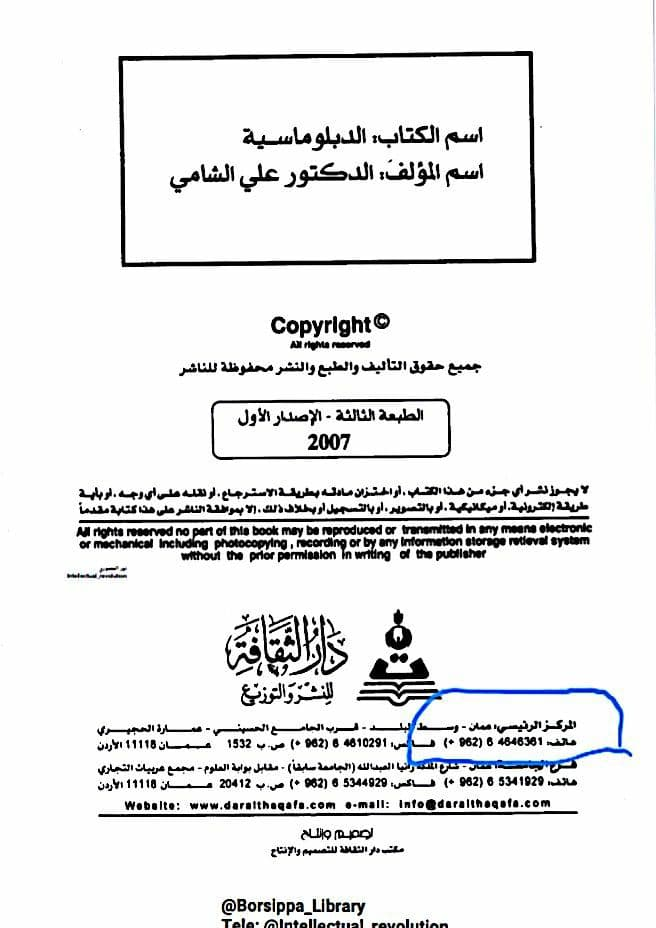 اسم الكتاب: الدبلوماسية
اسم المؤلف: الدكتور علي الشامي
Copyright©
All rights reserved
جميع حقوق التأليف والطبع والنشر محفوظة للناشر
الطبعة الثالثة - الإصدار الأول
2007
لا يجوز نشر أي جزء من هذا الكتاب، أو اختزان مادته بطريقة الاسترجاع، أو نقله على أي وجه، أو بأية
طريقة إلكترونية، أو ميكانيكية، أو بالتصوير، أو بالتسجيل أو بخلاف ذلك، إلا بموافقة الناشر على هذا كتابة مقدماً
All rights reserved no part of this book may be reproduced or transmitted in any means electronic
or mechanical including photocopying, recording or by any information storage retieval system
without the prior permission in writing of the publisher
intellectual_revolution
دار الثقافة
للنشر والتوزيع
المركز الرئيسي: عمان - وسط البلد - قرب الجامع الحسيني - عمارة الحجيري
هاتف: 4646361 6 (962 +) فاكس: 4610291 6 (962 +) ص.ب 1532 عمان 11118 الأردن
فرع الجامعة: عمان - شارع الملكة رانيا العبدالله (الجامعة سابقاً) - مقابل بوابة العلوم - مجمع عربيات التجاري
هاتف: 5341929 6 (962 +) فاكس: 5344929 6 (962 +) ص.ب 20412 عمان 11118 الأردن
Website: www.daralthaqafa.com e-mail: info@daralthaqafa.com
تصميم وإنتاج
مكتب دار الثقافة للتصميم والإنتاج
@Borsippa_Library
Tele: @Intellectual_revolution